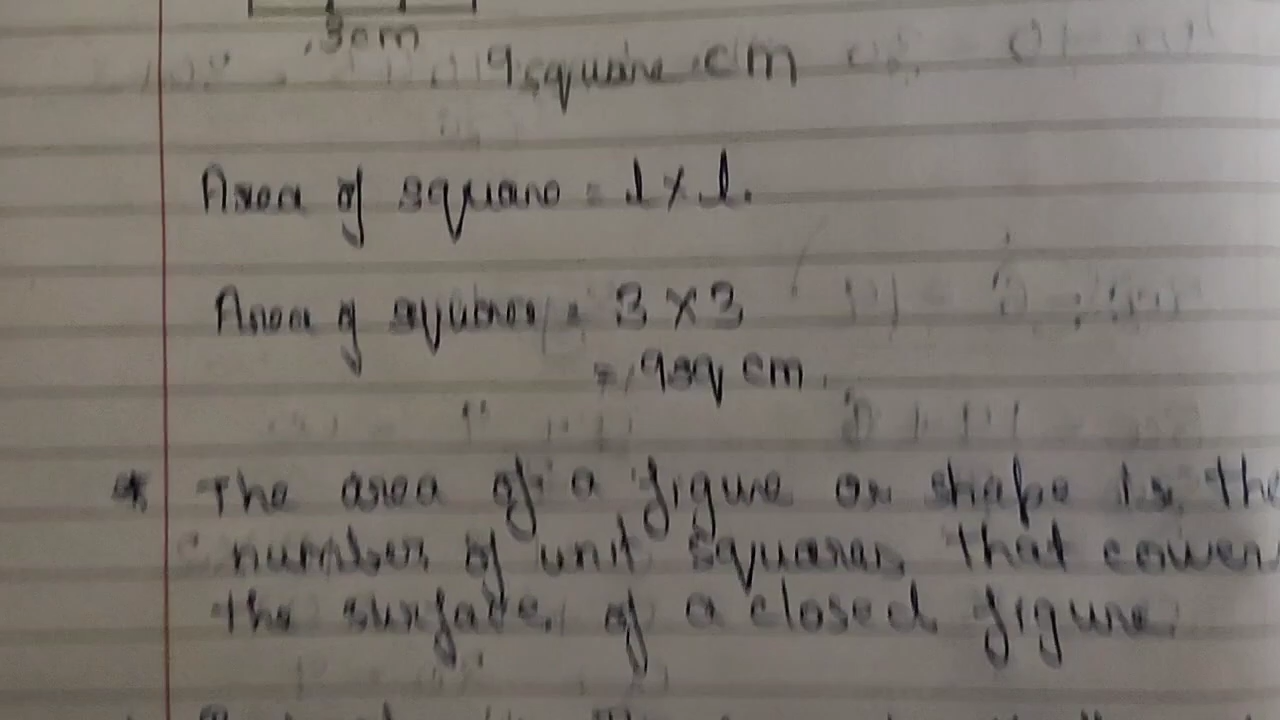 3cm
9square cm
Area of square = l × l.
Area of square = 3 × 3
= 9sq cm.
* The area of a figure or shape is the
number of unit squares that cover
the surface of a closed figure.